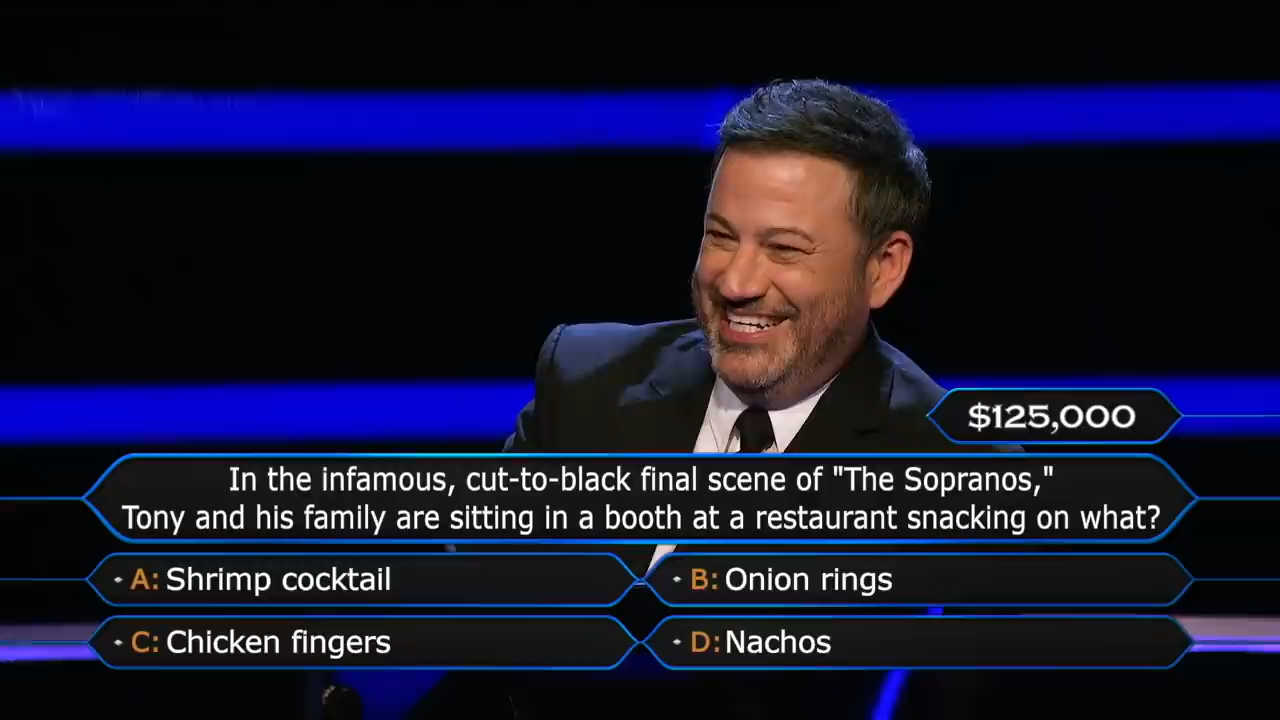 $125,000
In the infamous, cut-to-black final scene of "The Sopranos,"
Tony and his family are sitting in a booth at a restaurant snacking on what?
A: Shrimp cocktail
B: Onion rings
C: Chicken fingers
D: Nachos